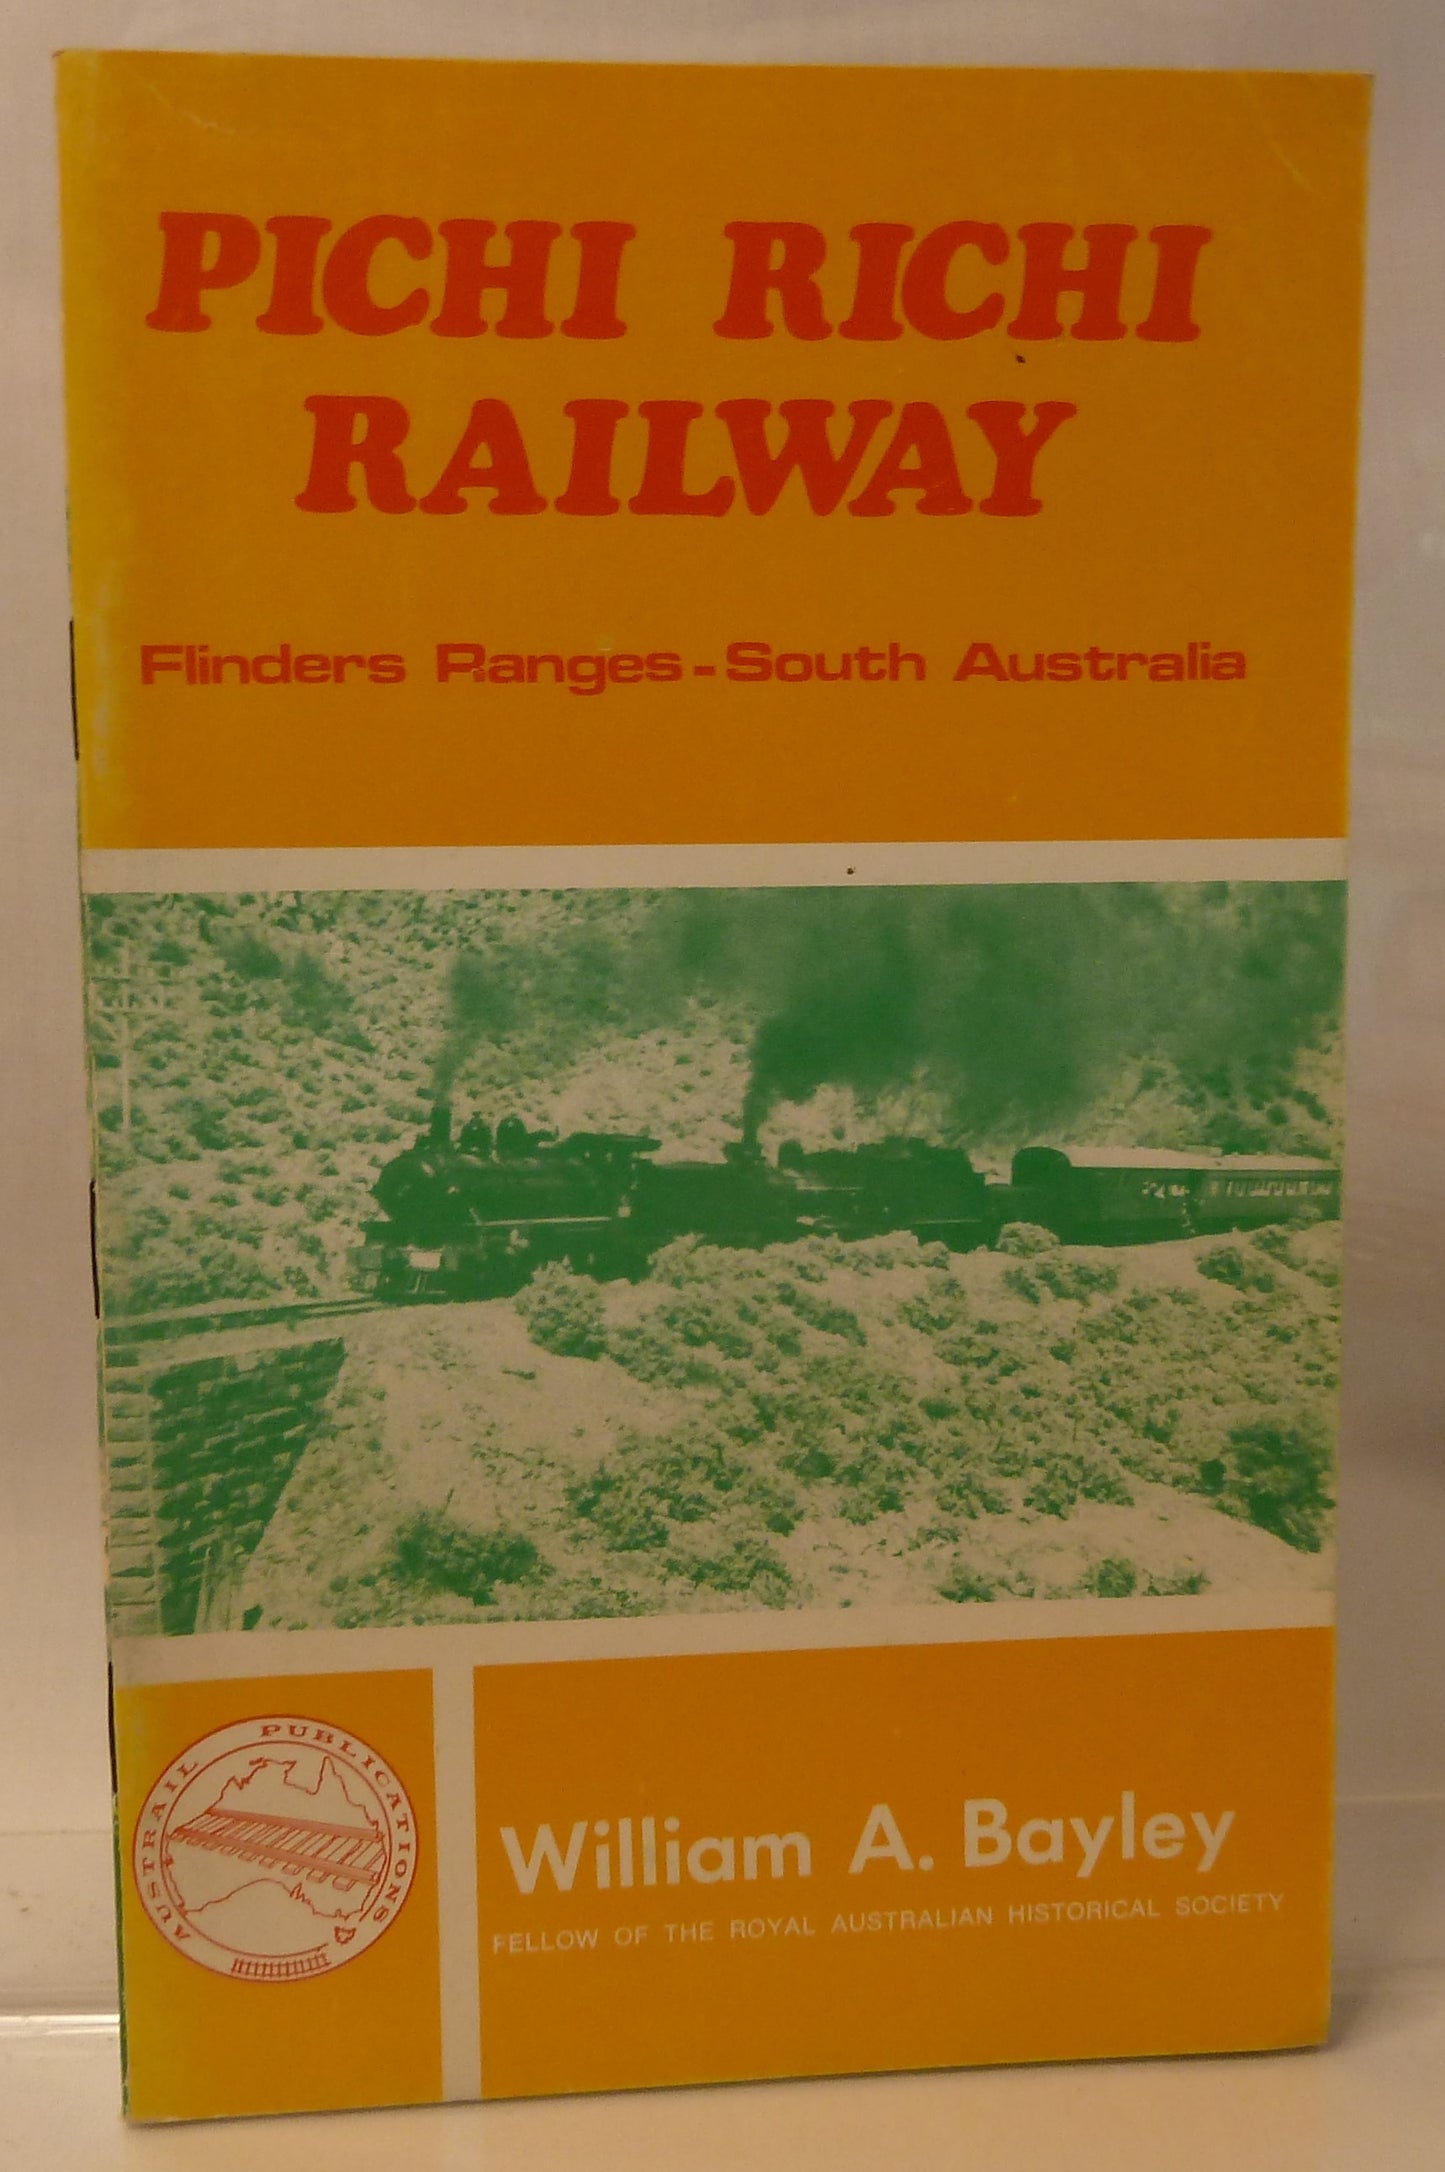 PICHI RICHI
RAILWAY
Flinders Ranges - South Australia
AUSTRAIL PUBLICATIONS
William A. Bayley
FELLOW OF THE ROYAL AUSTRALIAN HISTORICAL SOCIETY